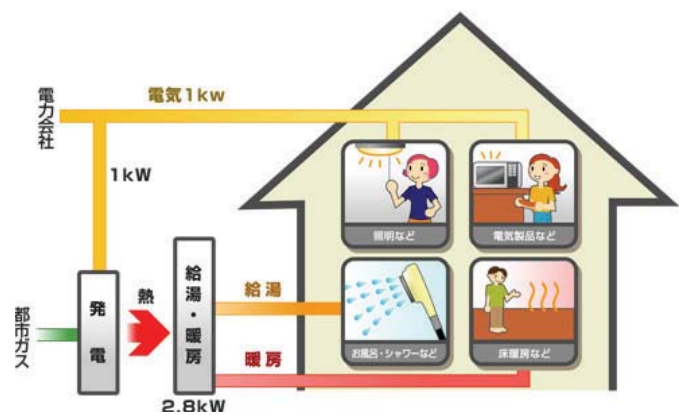 電力会社
電気1kw
1kW
照明など
電気製品など
都市ガス
発電
熱
給湯・暖房
給湯
お風呂・シャワーなど
床暖房など
暖房
2.8kW